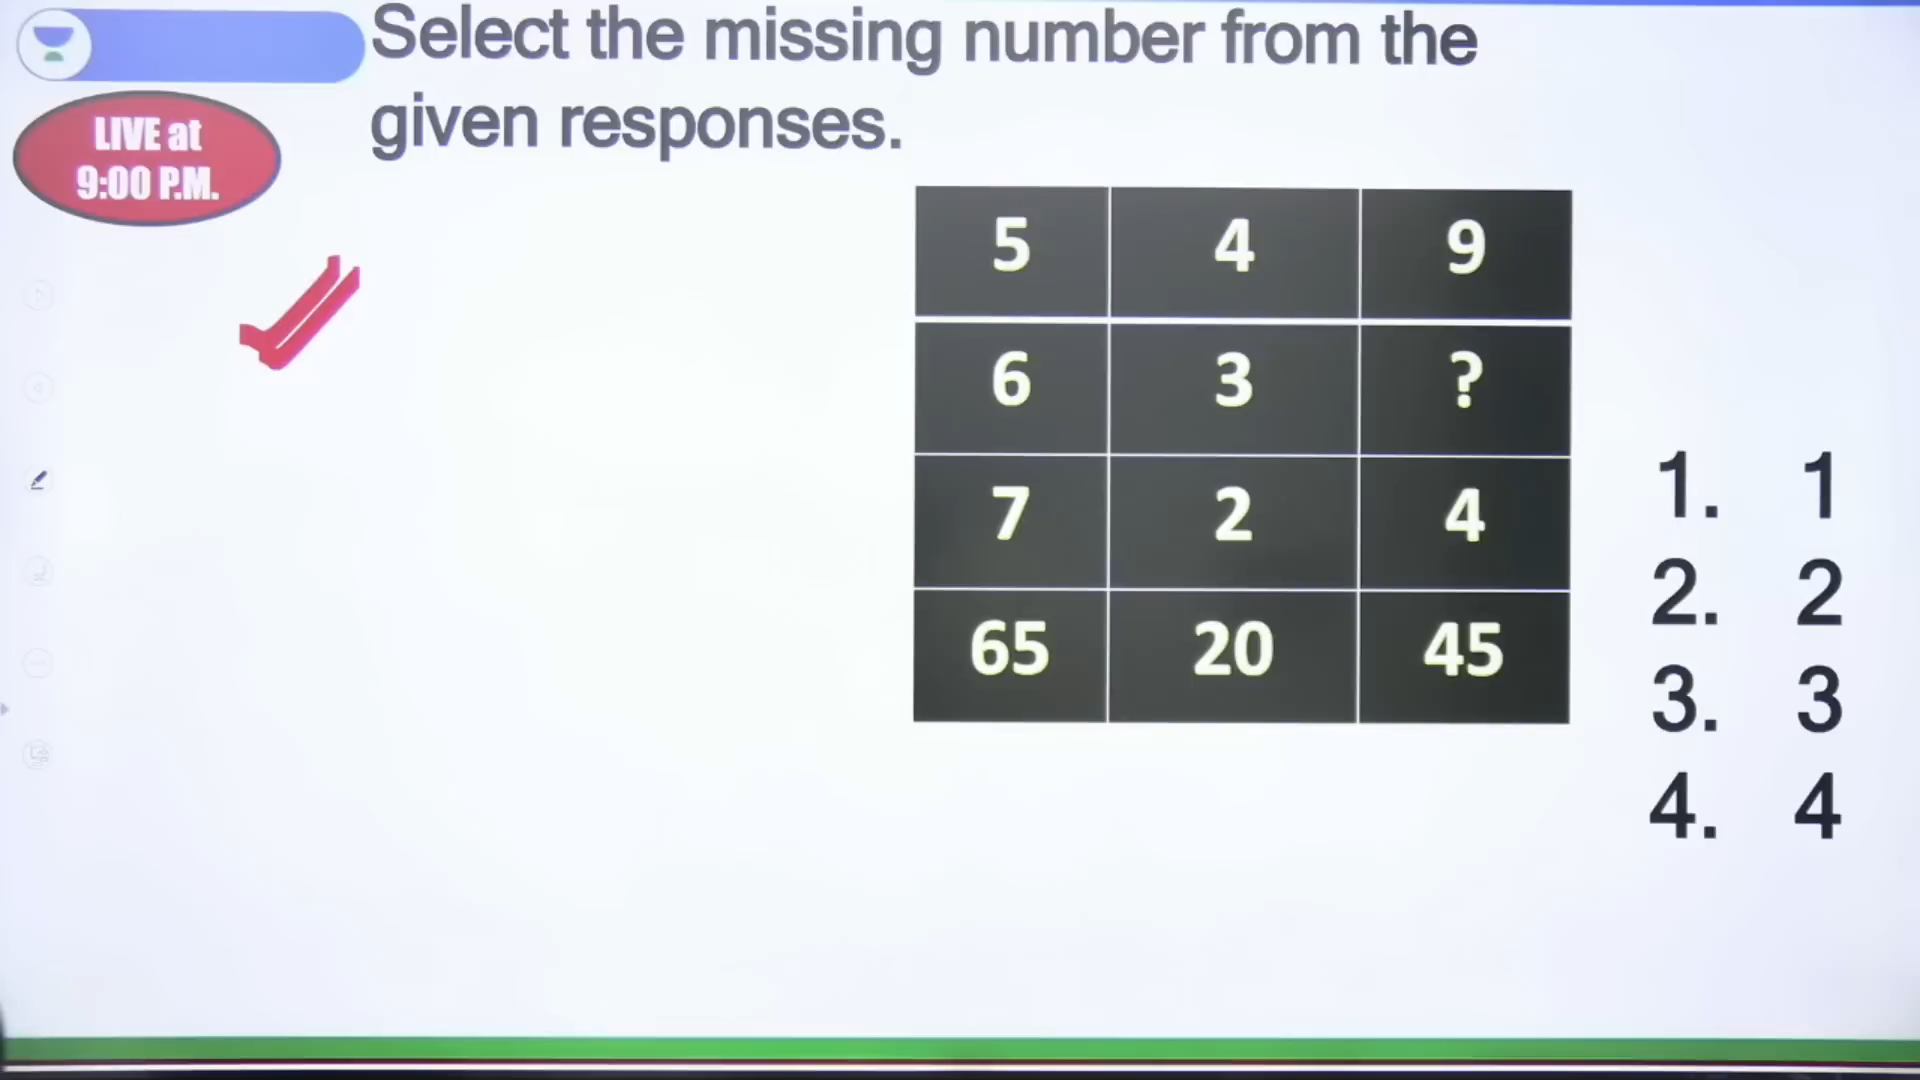 Select the missing number from the
given responses.
LIVE at
9:00 P.M.
5 4 9
6 3 ?
7 2 4
65 20 45
1. 1
2. 2
3. 3
4. 4